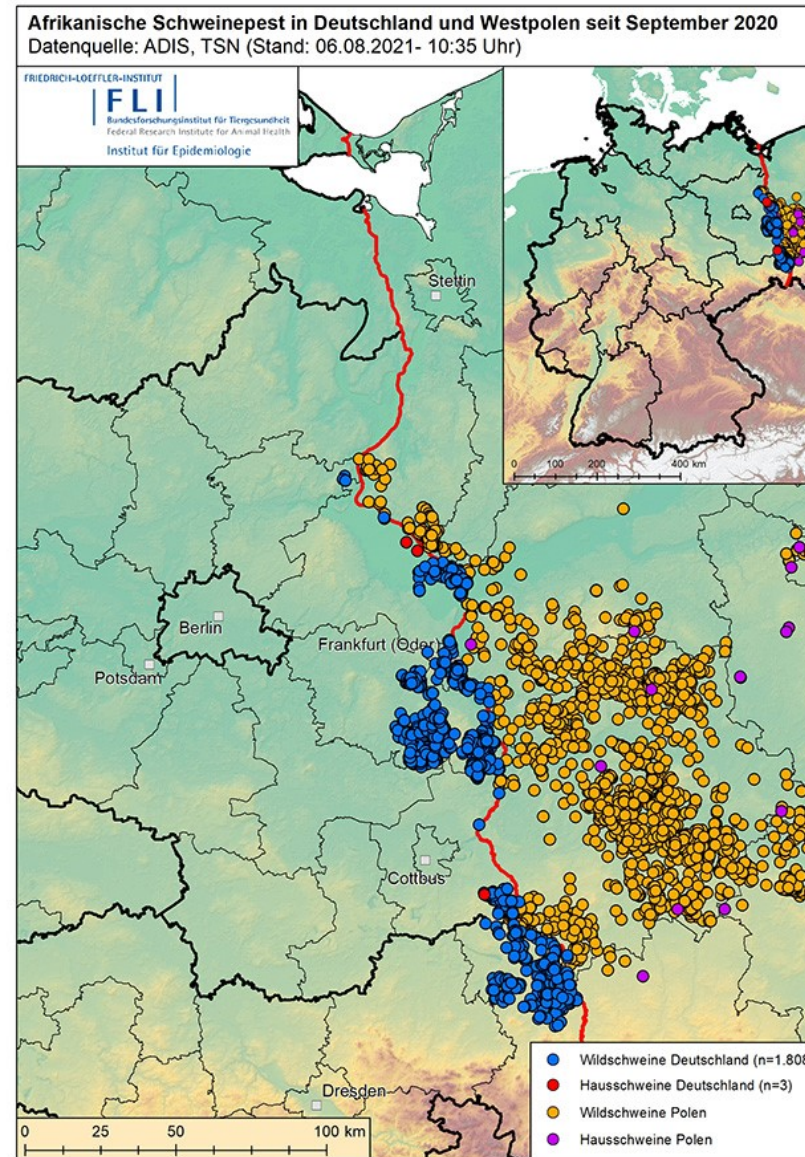 Afrikanische Schweinepest in Deutschland und Westpolen seit September 2020
Datenquelle: ADIS, TSN (Stand: 06.08.2021- 10:35 Uhr)
FRIEDRICH-LOEFFLER-INSTITUT
FLI
Bundesforschungsinstitut für Tiergesundheit
Federal Research Institute for Animal Health
Institut für Epidemiologie
0 100 200 400 km
Stettin
Berlin
Frankfurt (Oder)
Potsdam
Cottbus
Dresden
Wildschweine Deutschland (n=1.808
Hausschweine Deutschland (n=3)
Wildschweine Polen
Hausschweine Polen
0 25 50 100 km